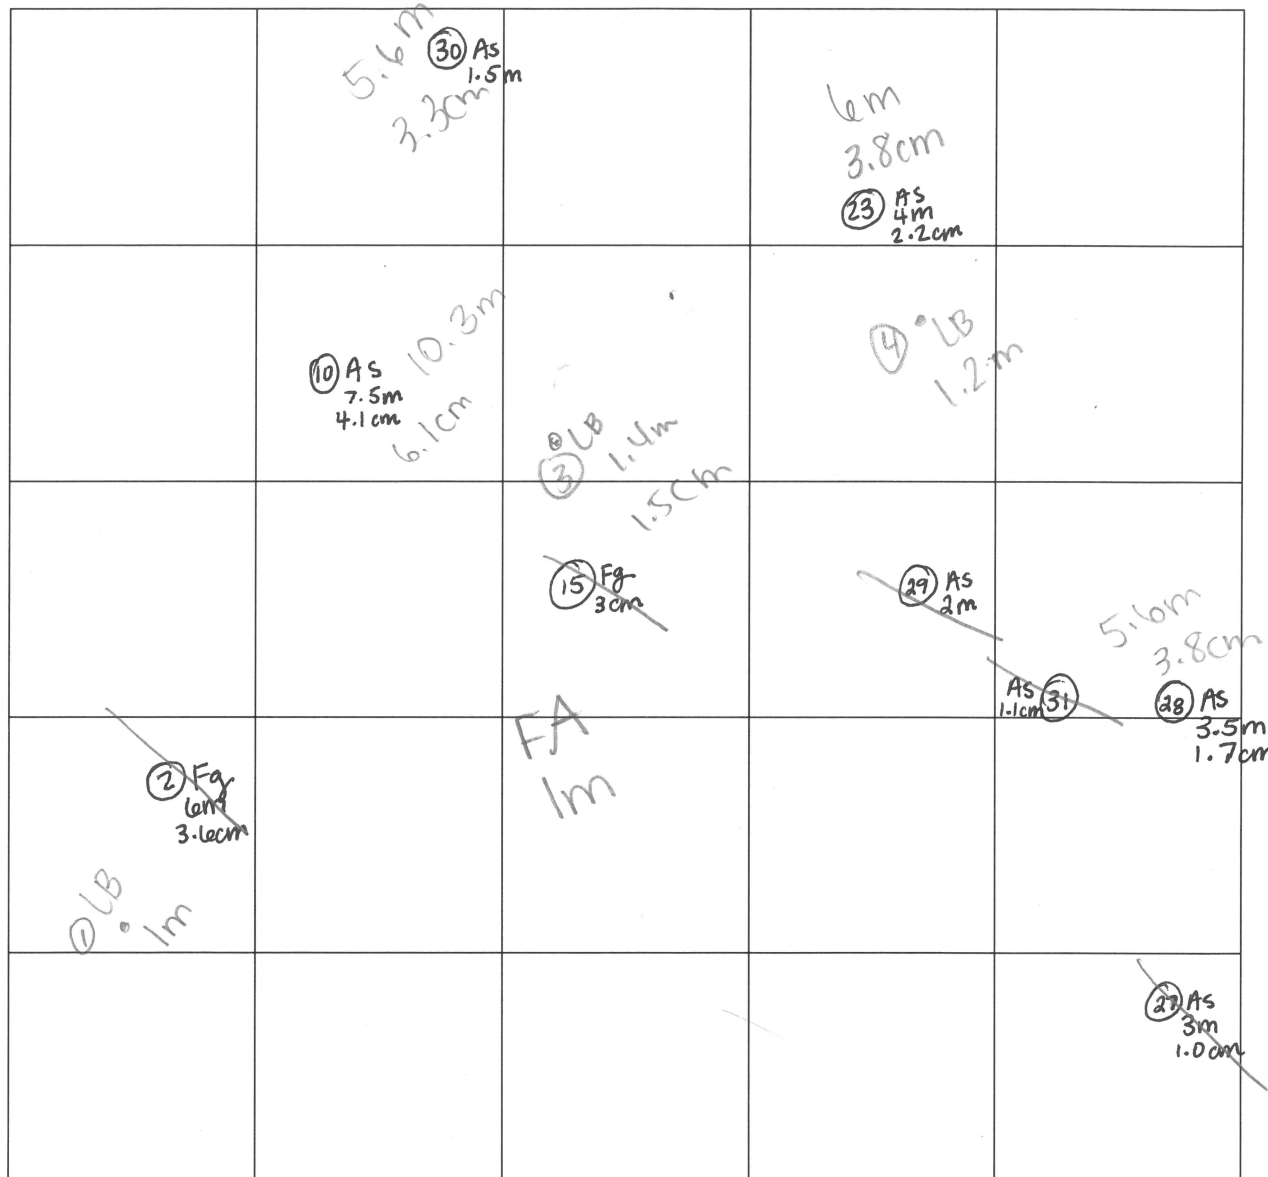 5.6m
3.3cm
30 As
1.5m
6m
3.8cm
23 As
4m
2.2cm
10.3m
6.1cm
10 As
7.5m
4.1cm
4 LB
1.2m
3 LB
1.4m
1.5cm
15 Fg
3cm
29 As
2m
5.6m
3.8cm
As 31
1.1cm
28 As
3.5m
1.7cm
FA
1m
2 Fg
6m
3.6cm
1 LB
1m
27 As
3m
1.0cm